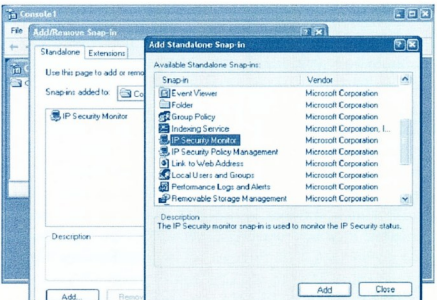 Console1
File
Add/Remove Snap-in
Standalone Extensions
Use this page to add or remo
Snap-ins added to:
IP Security Monitor
Description
Add...
Remov
Add Standalone Snap-in
Available Standalone Snap-ins:
Snap-in Vendor
Event Viewer Microsoft Corporation
Folder Microsoft Corporation
Group Policy Microsoft Corporation
Indexing Service Microsoft Corporation, I...
IP Security Monitor Microsoft Corporation
IP Security Policy Management Microsoft Corporation
Link to Web Address Microsoft Corporation
Local Users and Groups Microsoft Corporation
Performance Logs and Alerts Microsoft Corporation
Removable Storage Management Microsoft Corporation
Description
The IP Security monitor snap-in is used to monitor the IP Security status.
Add Close